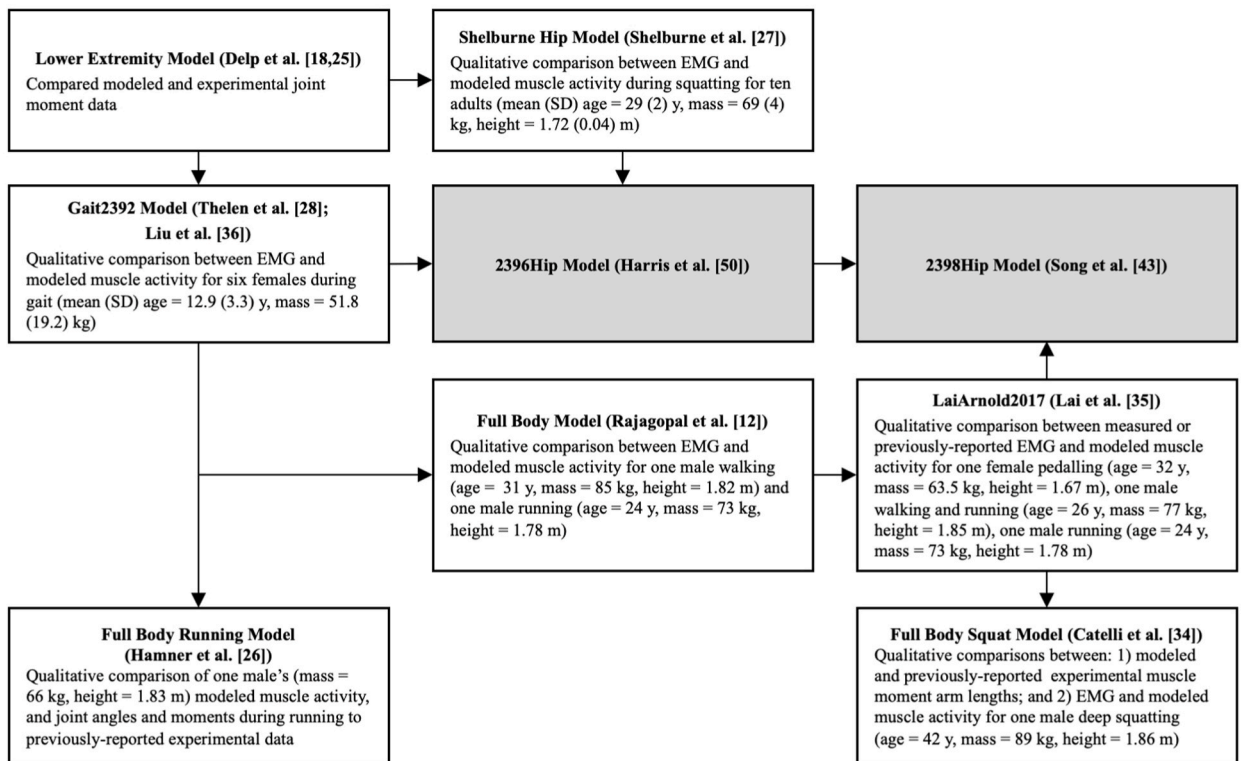 Lower Extremity Model (Delp et al. [18,25])
Compared modeled and experimental joint
moment data
Shelburne Hip Model (Shelburne et al. [27])
Qualitative comparison between EMG and
modeled muscle activity during squatting for ten
adults (mean (SD) age = 29 (2) y, mass = 69 (4)
kg, height = 1.72 (0.04) m)
Gait2392 Model (Thelen et al. [28];
Liu et al. [36])
Qualitative comparison between EMG and
modeled muscle activity for six females during
gait (mean (SD) age = 12.9 (3.3) y, mass = 51.8
(19.2) kg)
2396Hip Model (Harris et al. [50])
2398Hip Model (Song et al. [43])
Full Body Model (Rajagopal et al. [12])
Qualitative comparison between EMG and
modeled muscle activity for one male walking
(age = 31 y, mass = 85 kg, height = 1.82 m) and
one male running (age = 24 y, mass = 73 kg,
height = 1.78 m)
LaiArnold2017 (Lai et al. [35])
Qualitative comparison between measured or
previously-reported EMG and modeled muscle
activity for one female pedalling (age = 32 y,
mass = 63.5 kg, height = 1.67 m), one male
walking and running (age = 26 y, mass = 77 kg,
height = 1.85 m), one male running (age = 24 y,
mass = 73 kg, height = 1.78 m)
Full Body Running Model
(Hamner et al. [26])
Qualitative comparison of one male's (mass =
66 kg, height = 1.83 m) modeled muscle activity,
and joint angles and moments during running to
previously-reported experimental data
Full Body Squat Model (Catelli et al. [34])
Qualitative comparisons between: 1) modeled
and previously-reported experimental muscle
moment arm lengths; and 2) EMG and modeled
muscle activity for one male deep squatting
(age = 42 y, mass = 89 kg, height = 1.86 m)